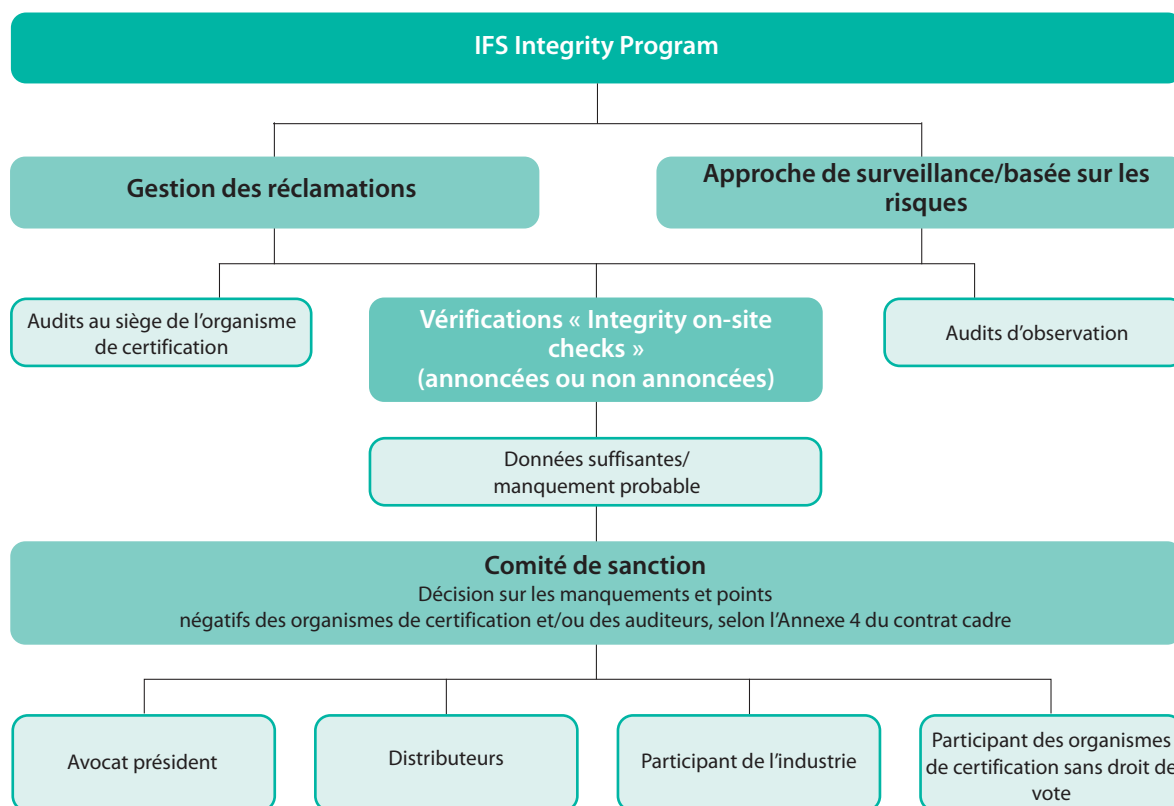 IFS Integrity Program
Gestion des réclamations
Approche de surveillance/basée sur les
risques
Audits au siège de l’organisme
de certification
Vérifications « Integrity on-site
checks »
(annoncées ou non annoncées)
Audits d’observation
Données suffisantes/
manquement probable
Comité de sanction
Décision sur les manquements et points
négatifs des organismes de certification et/ou des auditeurs, selon l’Annexe 4 du contrat cadre
Avocat président
Distributeurs
Participant de l’industrie
Participant des organismes
de certification sans droit de
vote